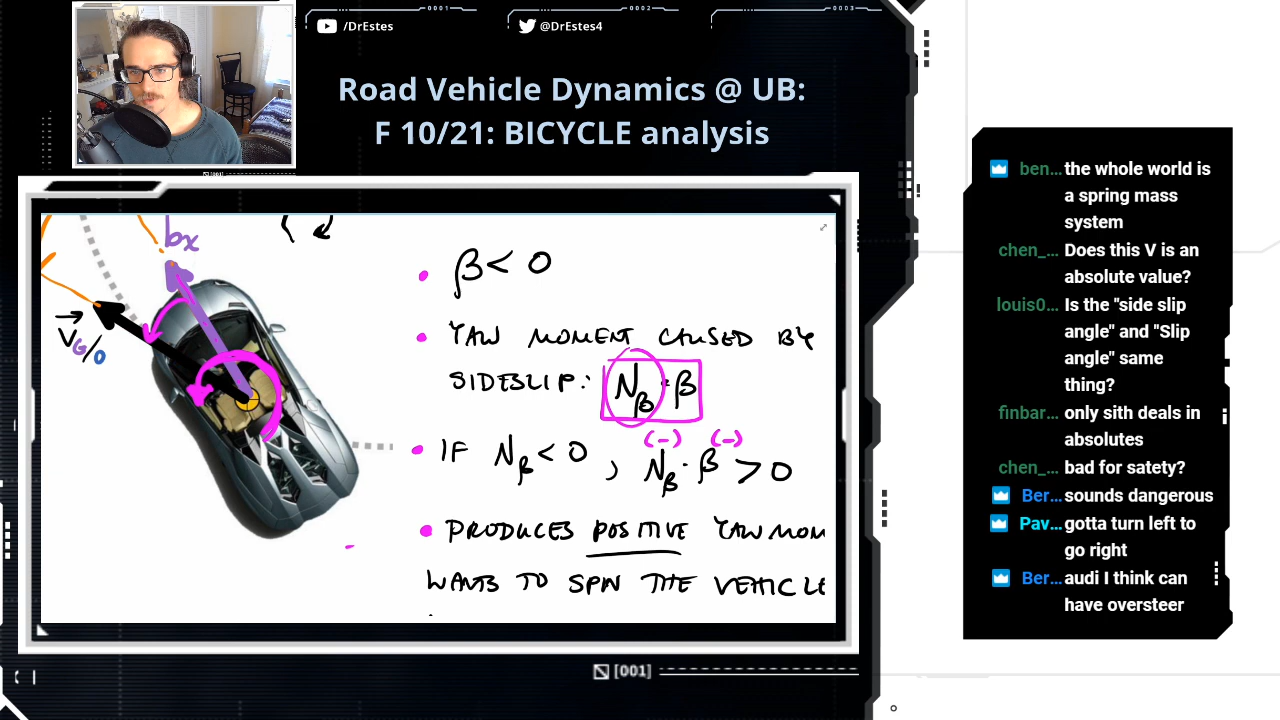 0001
0002
0003
/DrEstes
@DrEstes4
Road Vehicle Dynamics @ UB:
F 10/21: BICYCLE analysis
[001]
bx
V G/O
β < 0
YAW MOMENT CAUSED BY
SIDESLIP: Nβ · β
(-) (-)
IF Nβ < 0 , Nβ · β > 0
PRODUCES POSITIVE YAW MOM
WANTS TO SPIN THE VEHICLE
[001]
ben… the whole world is
a spring mass
system
chen_… Does this V is an
absolute value?
louis0… Is the "side slip
angle" and "Slip
angle" same
thing?
finbar… only sith deals in
absolutes
chen_… bad for satety?
Ber… sounds dangerous
Pav… gotta turn left to
go right
Ber… audi I think can
have oversteer